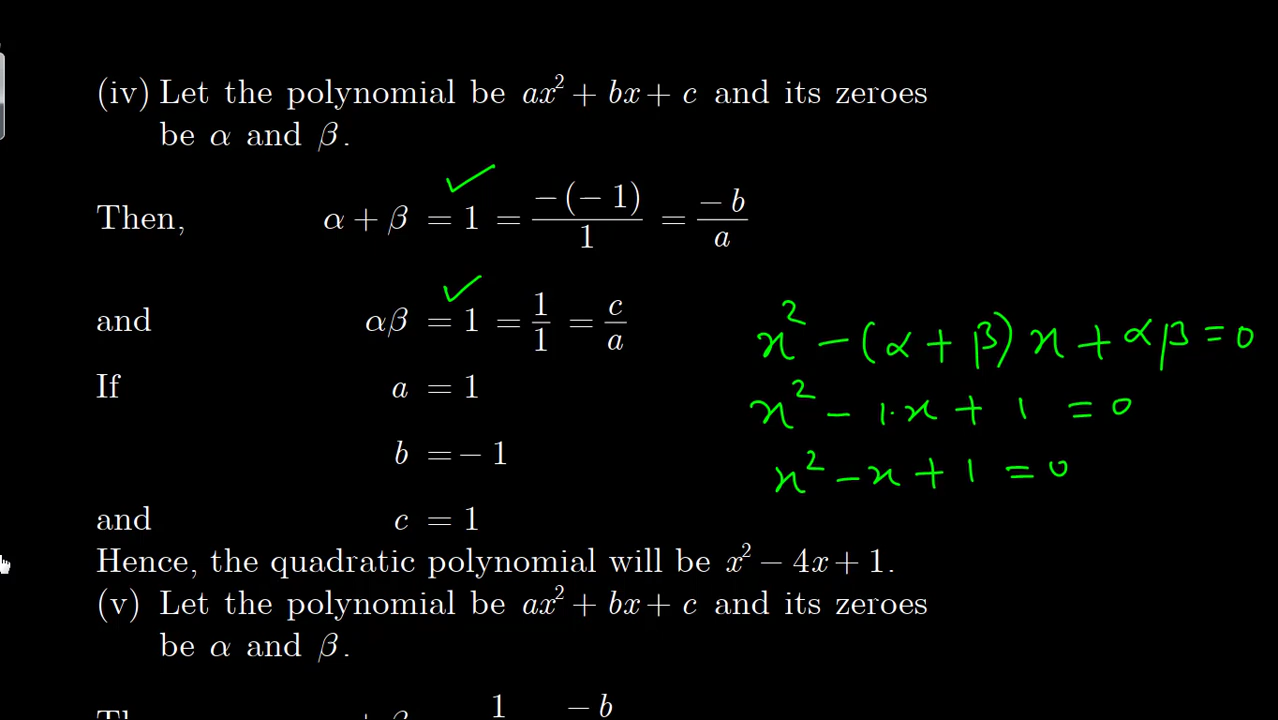 (iv) Let the polynomial be ax² + bx + c and its zeroes
be α and β.
Then, α + β = 1 = −(−1)/1 = −b/a
and αβ = 1 = 1/1 = c/a
x² − (α + β) x + αβ = 0
If a = 1
x² − 1·x + 1 = 0
b = −1
x² − x + 1 = 0
and c = 1
Hence, the quadratic polynomial will be x² − 4x + 1.
(v) Let the polynomial be ax² + bx + c and its zeroes
be α and β.
1 −b